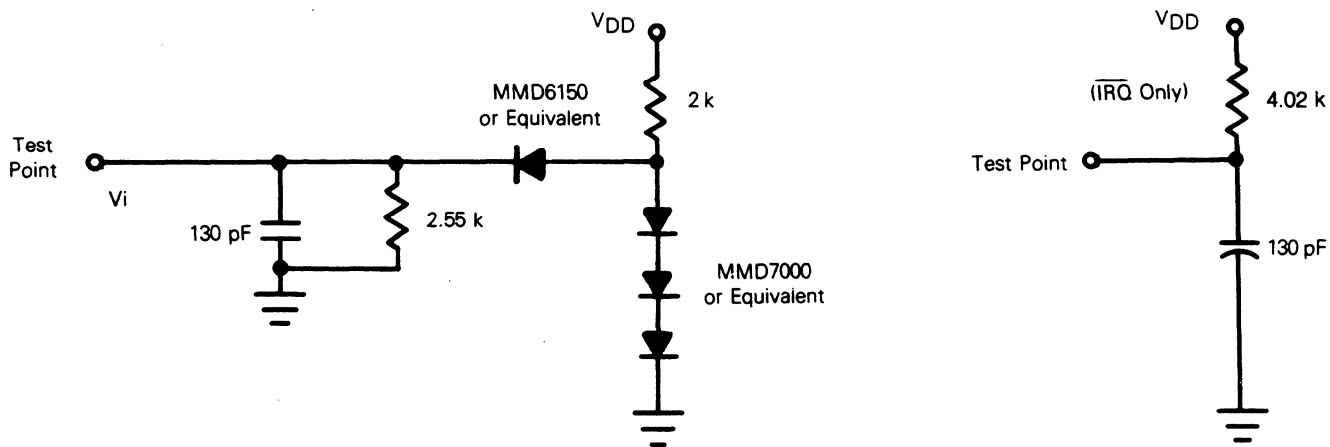 VDD
MMD6150
or Equivalent
2 k
Test
Point
Vi
130 pF
2.55 k
MMD7000
or Equivalent
VDD
(I̅R̅Q̅ Only)
4.02 k
Test Point
130 pF